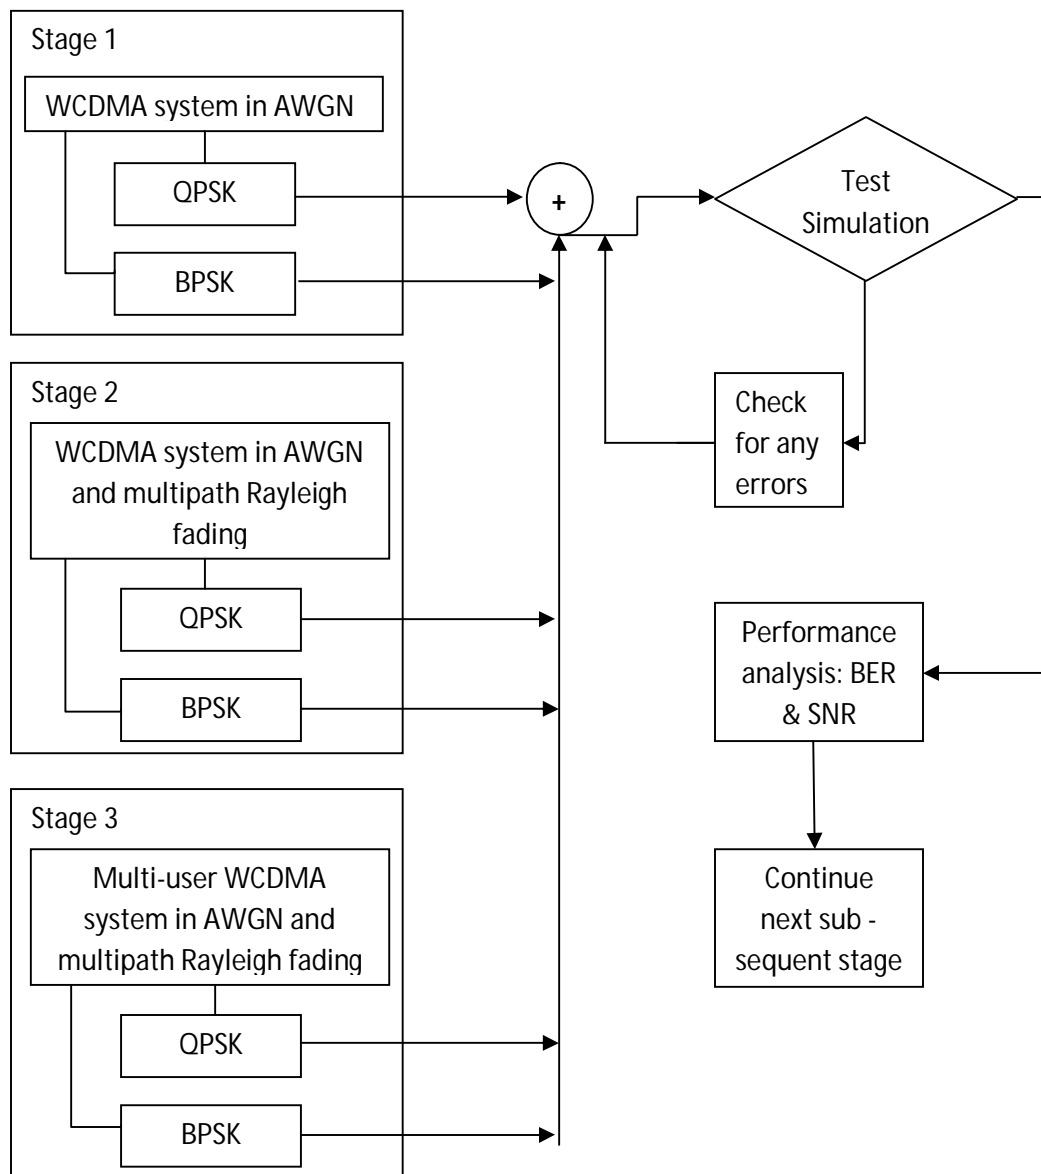 Stage 1
WCDMA system in AWGN
QPSK
BPSK
Stage 2
WCDMA system in AWGN
and multipath Rayleigh
fading
QPSK
BPSK
Stage 3
Multi-user WCDMA
system in AWGN and
multipath Rayleigh fading
QPSK
BPSK
+
Test
Simulation
Check
for any
errors
Performance
analysis: BER
& SNR
Continue
next sub -
sequent stage